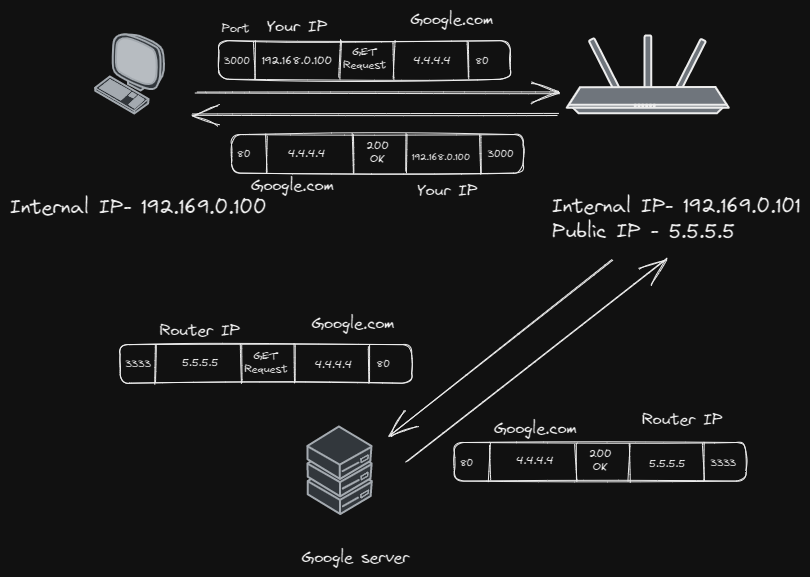 Port Your IP Google.com
3000 192.168.0.100 GET Request 4.4.4.4 80
80 4.4.4.4 200 OK 192.168.0.100 3000
Google.com Your IP
Internal IP- 192.169.0.100
Internal IP- 192.169.0.101
Public IP - 5.5.5.5
Router IP Google.com
3333 5.5.5.5 GET Request 4.4.4.4 80
Google.com Router IP
80 4.4.4.4 200 OK 5.5.5.5 3333
Google server